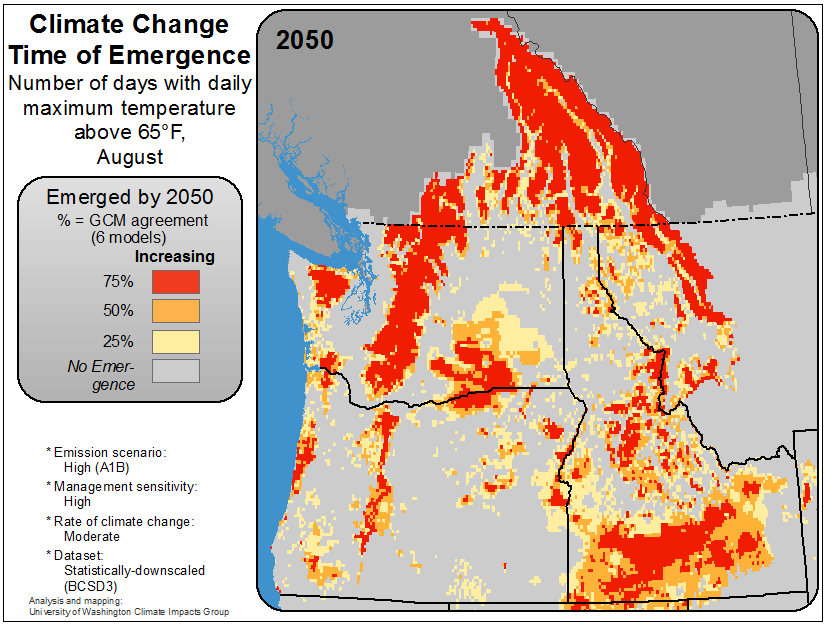 Climate Change
Time of Emergence
Number of days with daily
maximum temperature
above 65°F,
August
2050
Emerged by 2050
% = GCM agreement
(6 models)
Increasing
75%
50%
25%
No Emer-
gence
* Emission scenario:
High (A1B)
* Management sensitivity:
High
* Rate of climate change:
Moderate
* Dataset:
Statistically-downscaled
(BCSD3)
Analysis and mapping:
University of Washington Climate Impacts Group